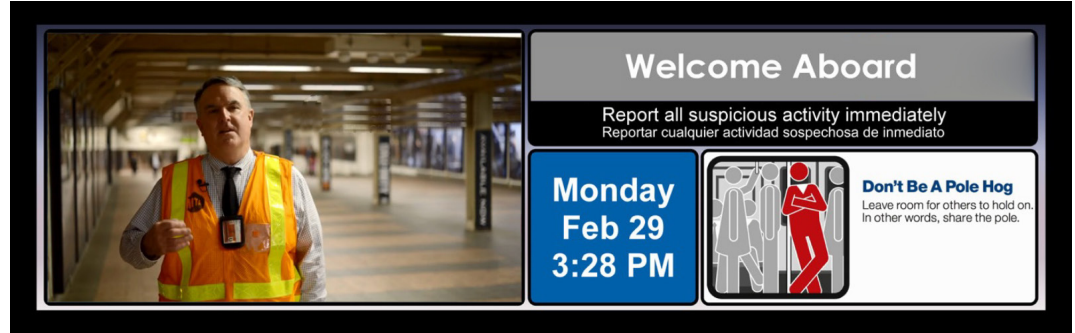 Welcome Aboard
Report all suspicious activity immediately
Reportar cualquier actividad sospechosa de inmediato
Monday
Feb 29
3:28 PM
Don't Be A Pole Hog
Leave room for others to hold on.
In other words, share the pole.